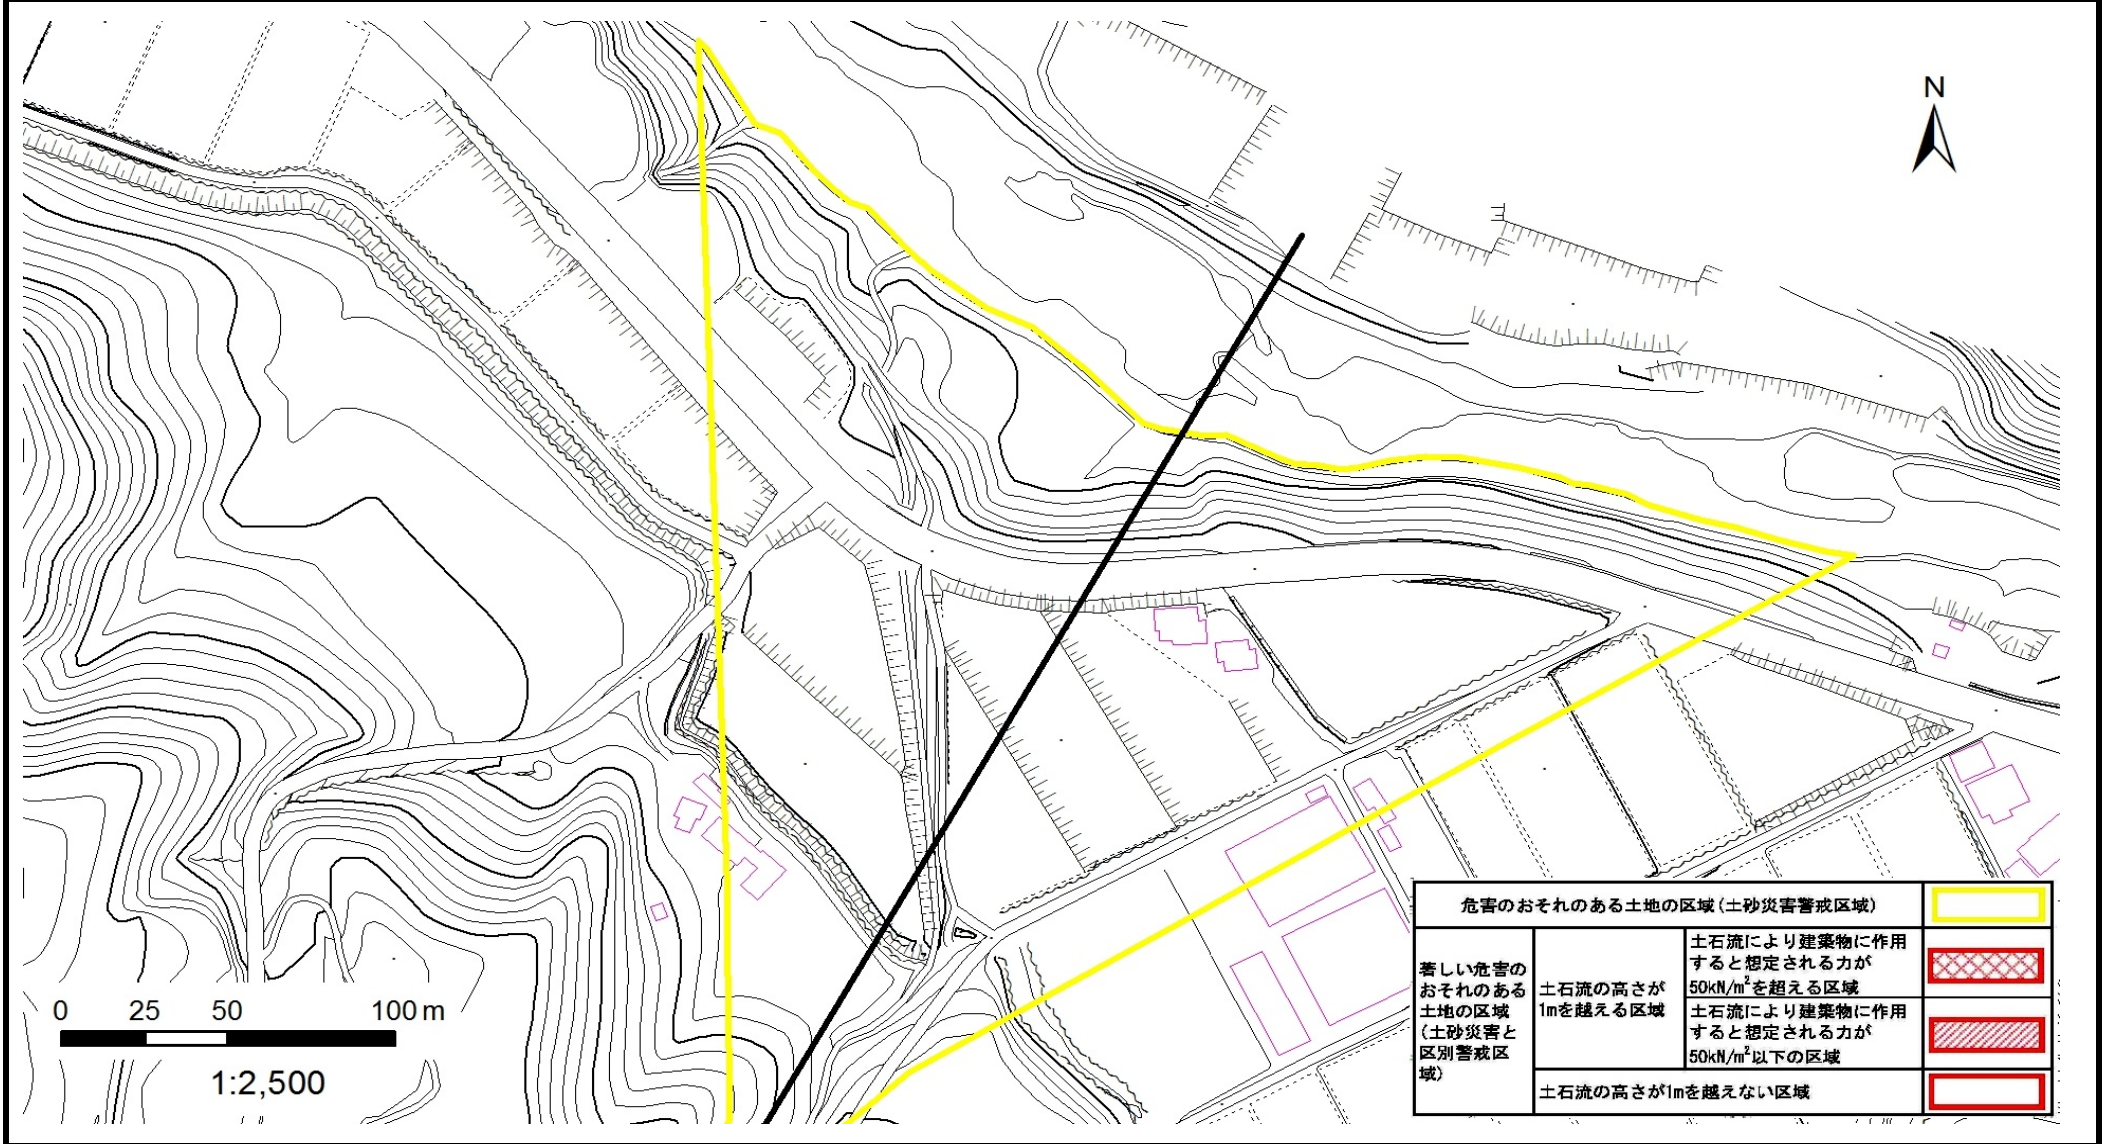 N
危害のおそれのある土地の区域(土砂災害警戒区域)
著しい危害の
おそれのある
土地の区域
(土砂災害と
区別警戒区
域)
土石流の高さが
1mを越える区域
土石流により建築物に作用
すると想定される力が
50kN/m²を超える区域
土石流により建築物に作用
すると想定される力が
50kN/m²以下の区域
土石流の高さが1mを越えない区域
0 25 50 100 m
1:2,500